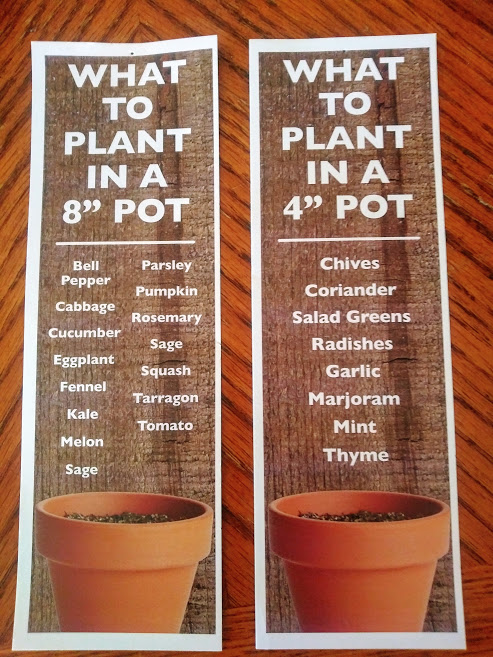 WHAT
TO
PLANT
IN A
8” POT
Bell
Pepper
Cabbage
Cucumber
Eggplant
Fennel
Kale
Melon
Sage
Parsley
Pumpkin
Rosemary
Sage
Squash
Tarragon
Tomato
WHAT
TO
PLANT
IN A
4” POT
Chives
Coriander
Salad Greens
Radishes
Garlic
Marjoram
Mint
Thyme